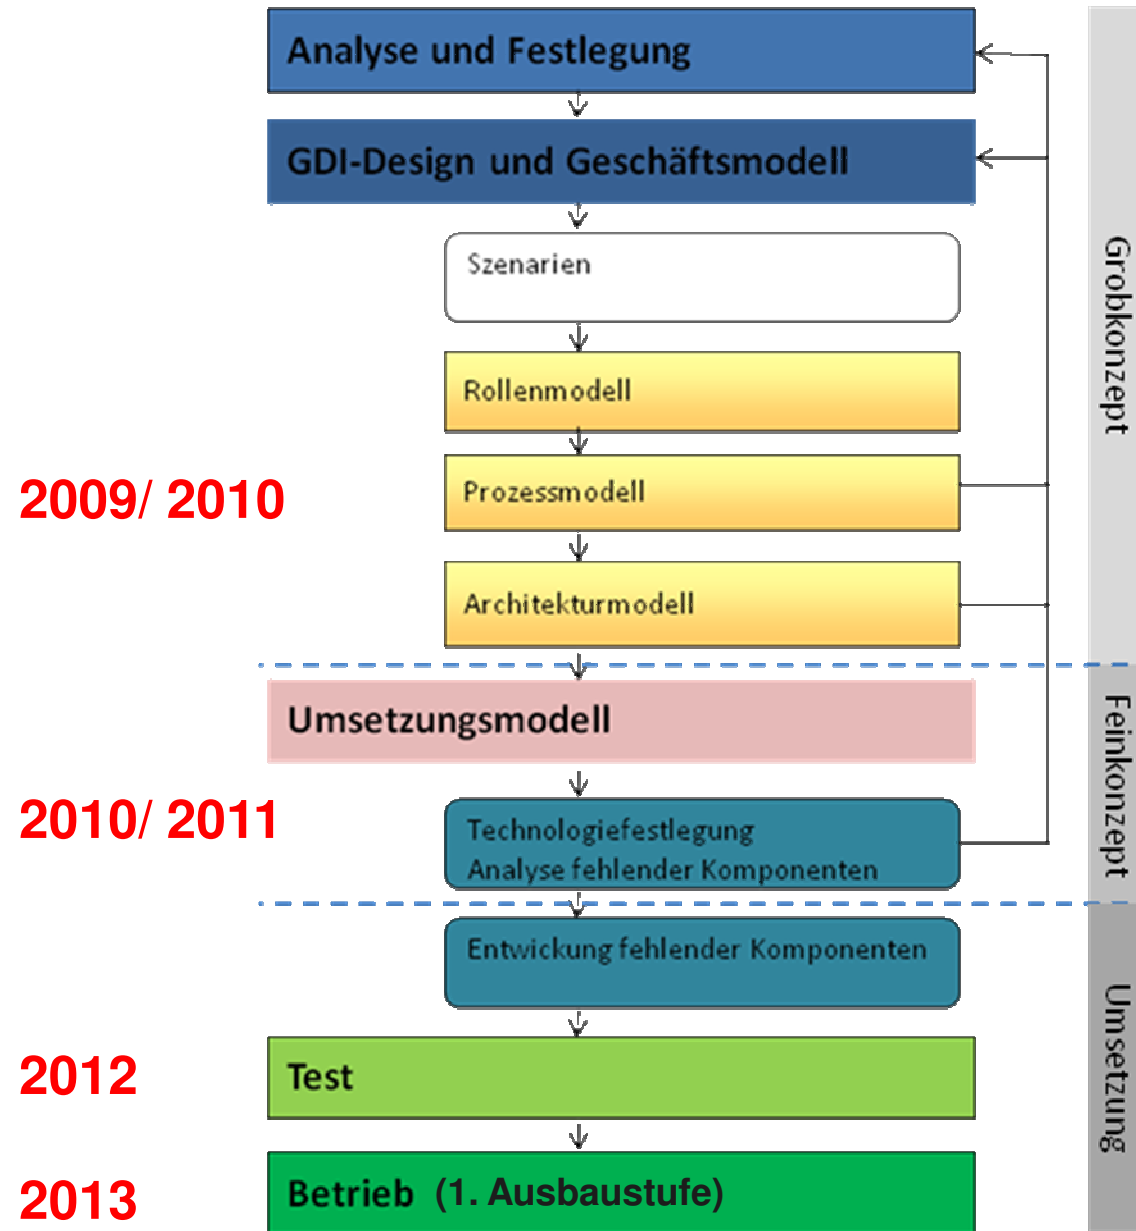 Analyse und Festlegung
GDI-Design und Geschäftsmodell
Szenarien
Rollenmodell
2009/ 2010
Prozessmodell
Architekturmodell
Grobkonzept
Umsetzungsmodell
2010/ 2011
Technologiefestlegung
Analyse fehlender Komponenten
Feinkonzept
Entwickung fehlender Komponenten
2012
Test
2013
Betrieb (1. Ausbaustufe)
Umsetzung